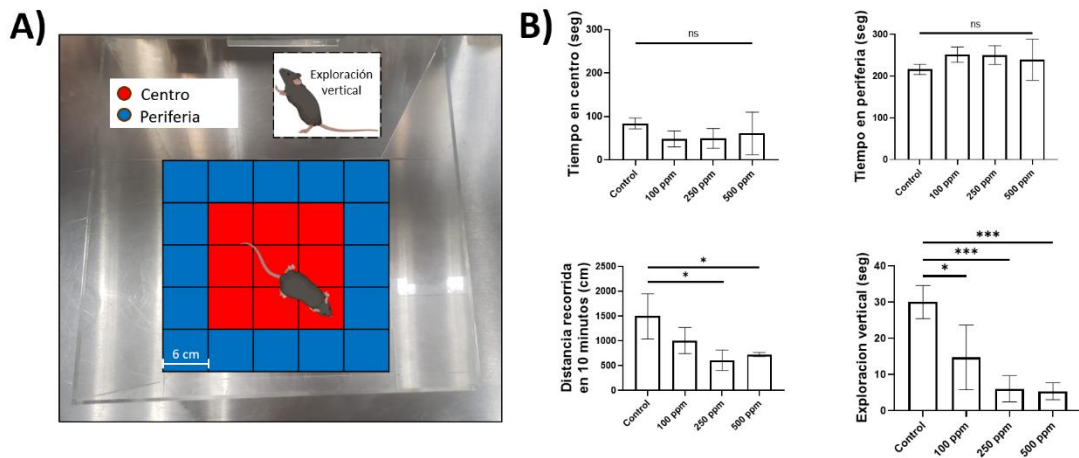 A)
Centro
Periferia
Exploración
vertical
6 cm
B)
Tiempo en centro (seg)
300
200
100
0
ns
Control
100 ppm
250 ppm
500 ppm
Tiempo en periferia (seg)
300
200
100
0
ns
Control
100 ppm
250 ppm
500 ppm
Distancia recorrida
en 10 minutos (cm)
2500
2000
1500
1000
500
0
*
*
Control
100 ppm
250 ppm
500 ppm
Exploracion vertical (seg)
40
30
20
10
0
***
***
*
Control
100 ppm
250 ppm
500 ppm